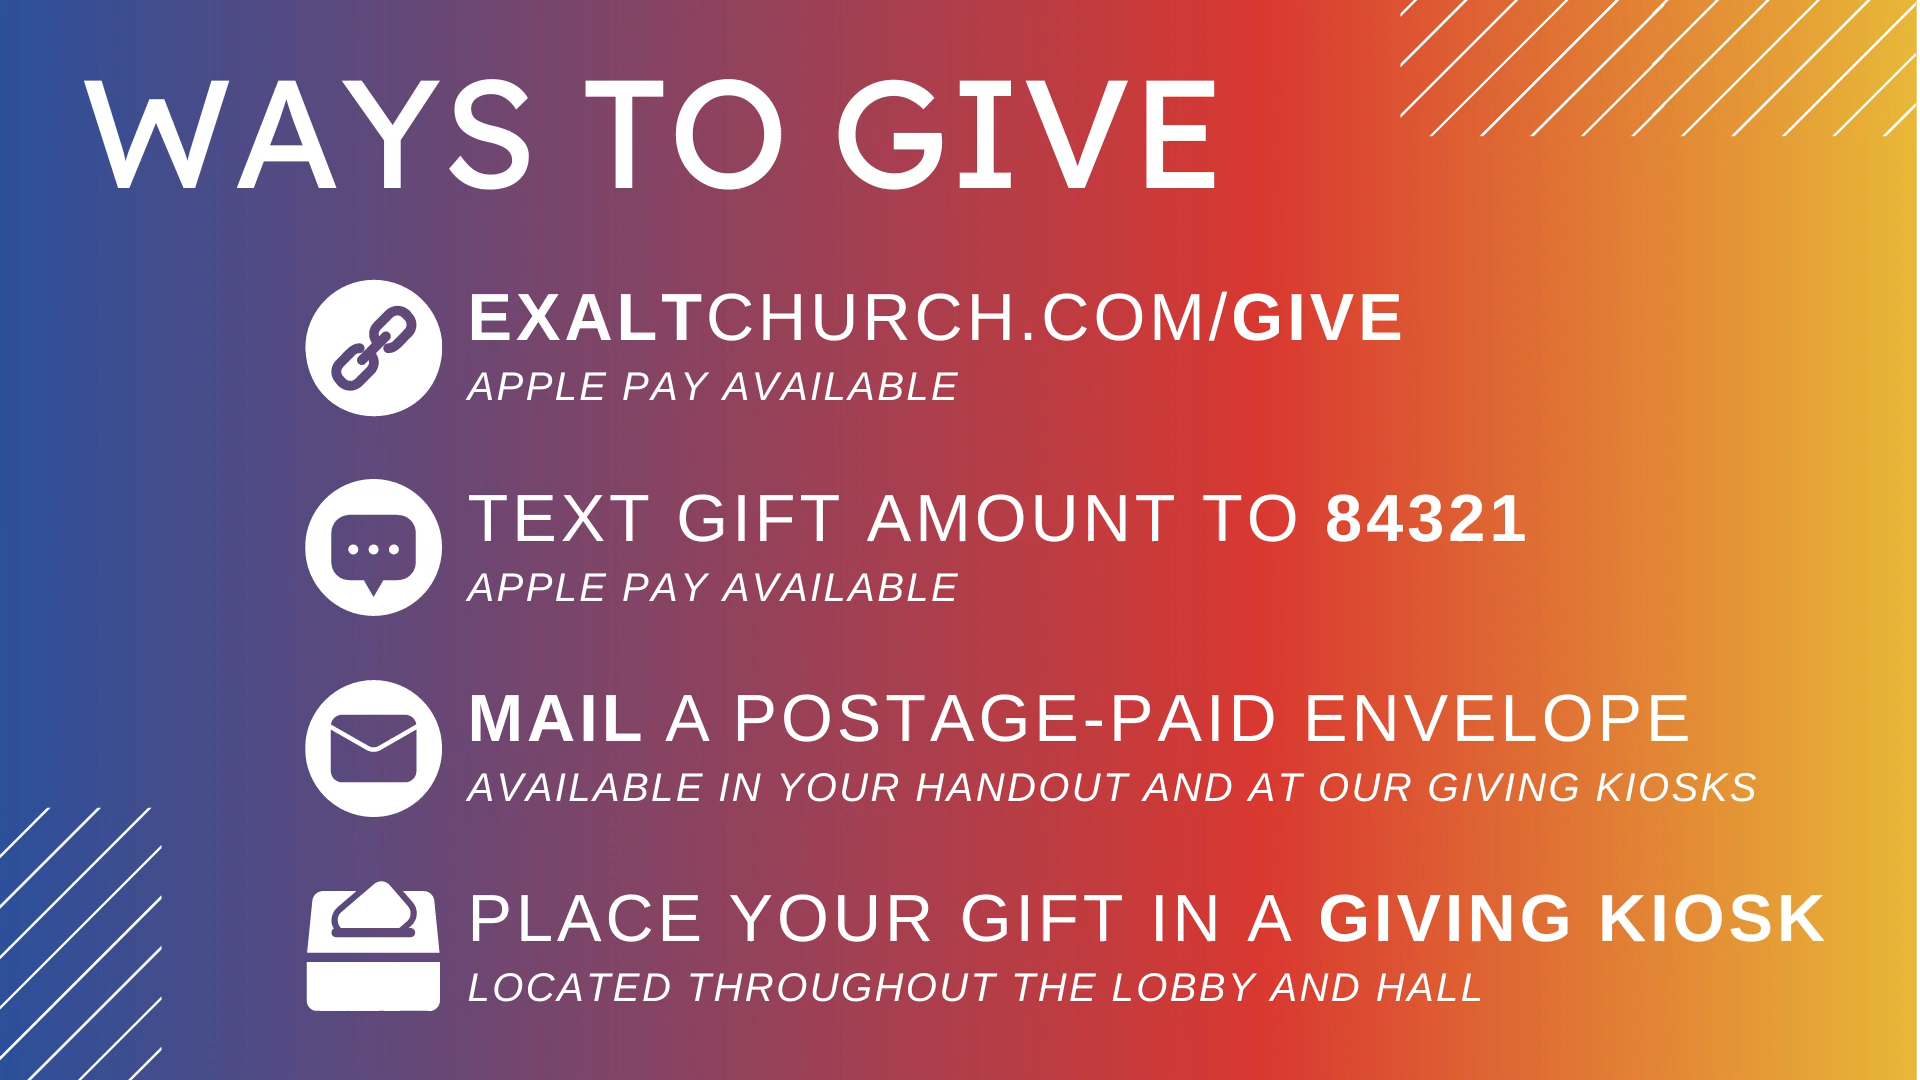 WAYS TO GIVE
EXALTCHURCH.COM/GIVE
APPLE PAY AVAILABLE
TEXT GIFT AMOUNT TO 84321
APPLE PAY AVAILABLE
MAIL A POSTAGE-PAID ENVELOPE
AVAILABLE IN YOUR HANDOUT AND AT OUR GIVING KIOSKS
PLACE YOUR GIFT IN A GIVING KIOSK
LOCATED THROUGHOUT THE LOBBY AND HALL